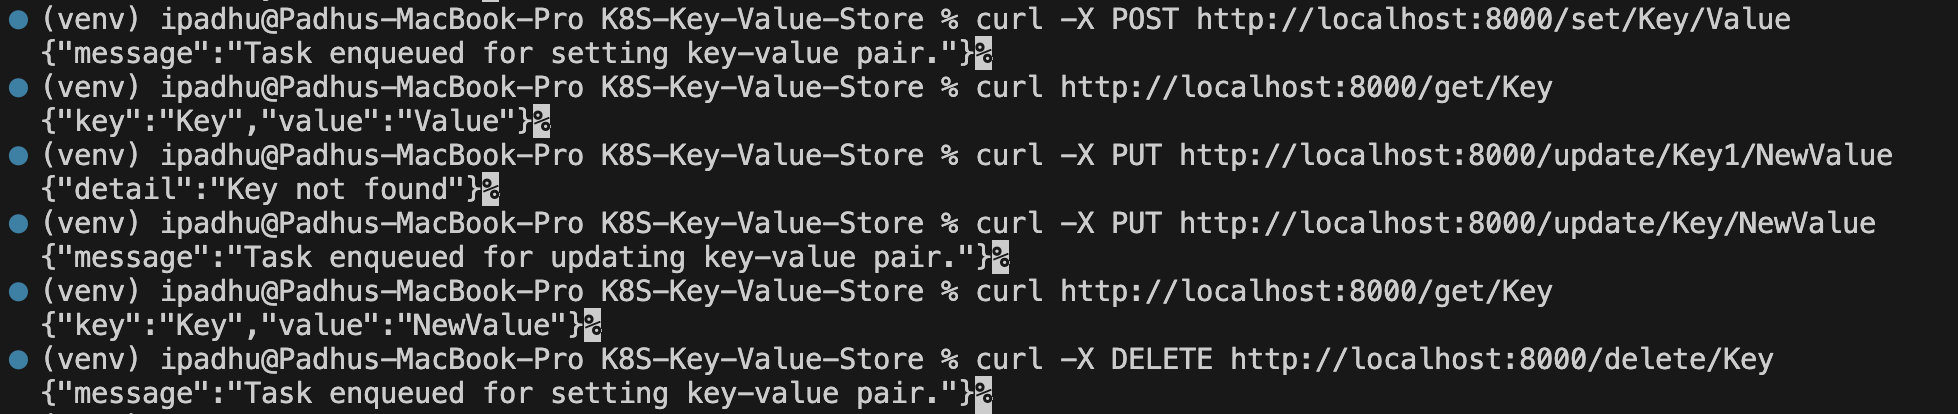 (venv) ipadhu@Padhus-MacBook-Pro K8S-Key-Value-Store % curl -X POST http://localhost:8000/set/Key/Value
{"message":"Task enqueued for setting key-value pair."}%
(venv) ipadhu@Padhus-MacBook-Pro K8S-Key-Value-Store % curl http://localhost:8000/get/Key
{"key":"Key","value":"Value"}%
(venv) ipadhu@Padhus-MacBook-Pro K8S-Key-Value-Store % curl -X PUT http://localhost:8000/update/Key1/NewValue
{"detail":"Key not found"}%
(venv) ipadhu@Padhus-MacBook-Pro K8S-Key-Value-Store % curl -X PUT http://localhost:8000/update/Key/NewValue
{"message":"Task enqueued for updating key-value pair."}%
(venv) ipadhu@Padhus-MacBook-Pro K8S-Key-Value-Store % curl http://localhost:8000/get/Key
{"key":"Key","value":"NewValue"}%
(venv) ipadhu@Padhus-MacBook-Pro K8S-Key-Value-Store % curl -X DELETE http://localhost:8000/delete/Key
{"message":"Task enqueued for setting key-value pair."}%